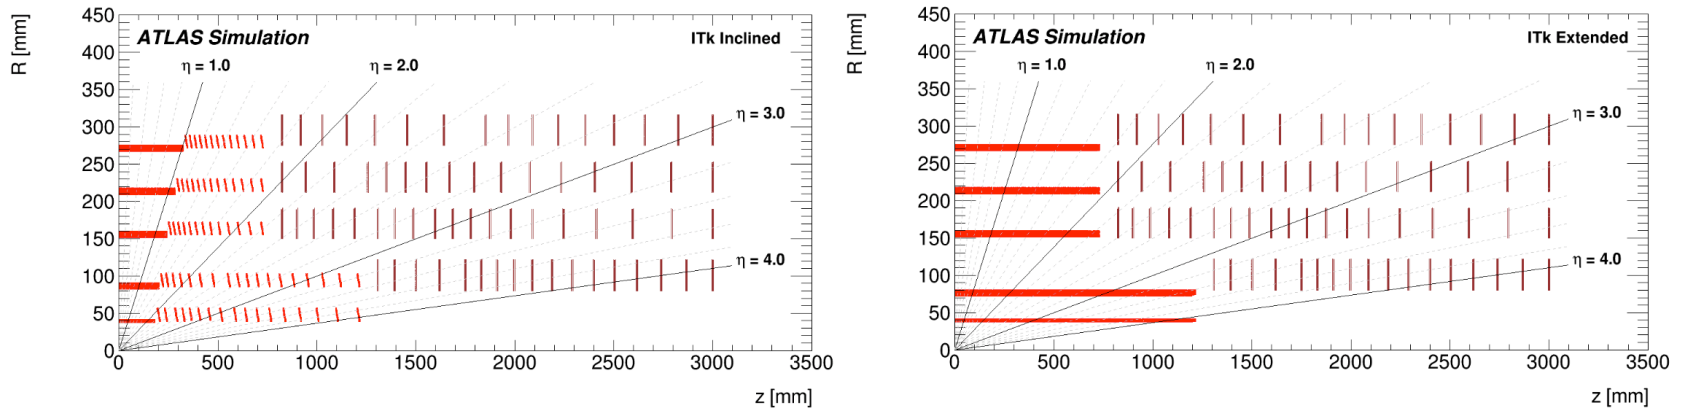 R [mm]
450
400
350
300
250
200
150
100
50
0
ATLAS Simulation
ITk Inclined
η = 1.0
η = 2.0
η = 3.0
η = 4.0
0 500 1000 1500 2000 2500 3000 3500
z [mm]
R [mm]
450
400
350
300
250
200
150
100
50
0
ATLAS Simulation
ITk Extended
η = 1.0
η = 2.0
η = 3.0
η = 4.0
0 500 1000 1500 2000 2500 3000 3500
z [mm]